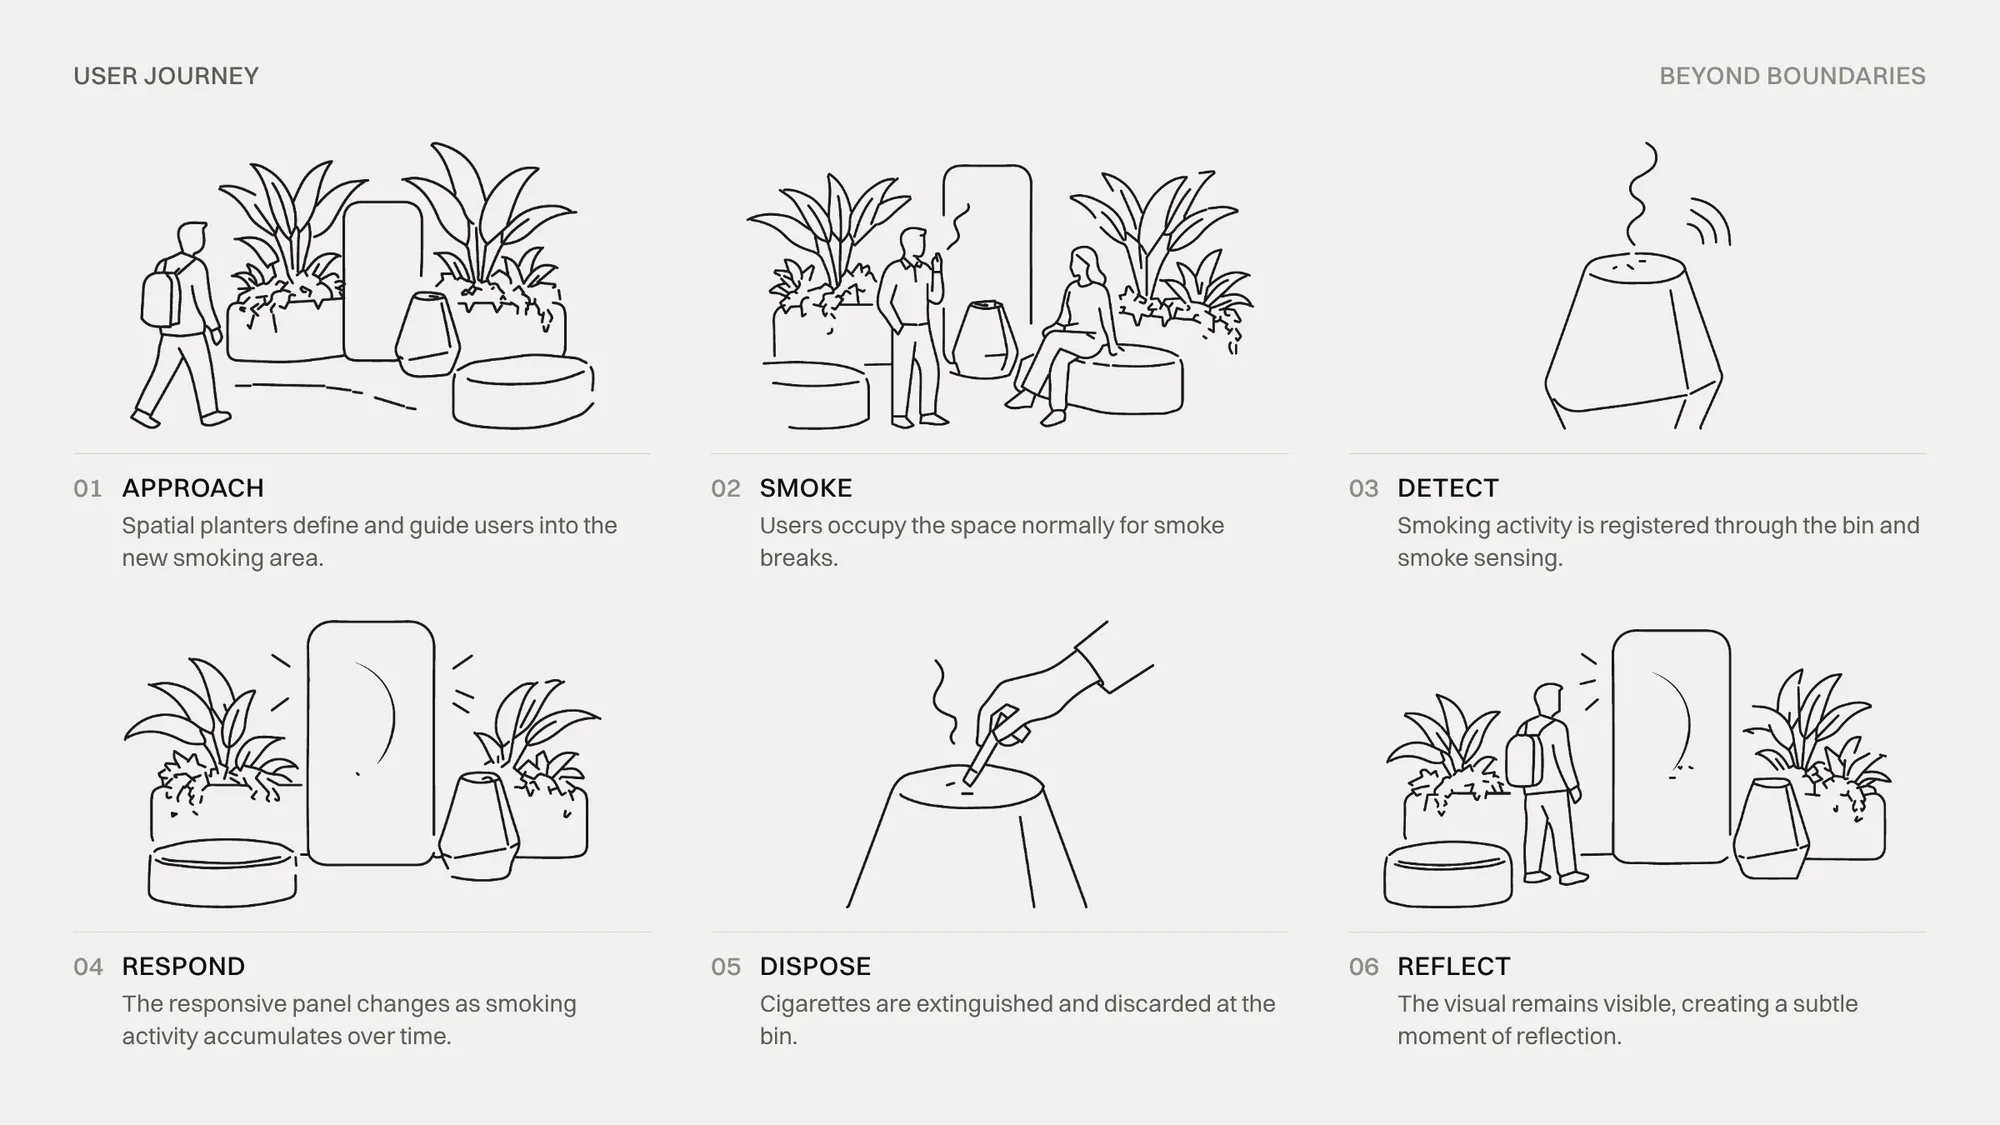 USER JOURNEY
BEYOND BOUNDARIES
01 APPROACH
Spatial planters define and guide users into the
new smoking area.
02 SMOKE
Users occupy the space normally for smoke
breaks.
03 DETECT
Smoking activity is registered through the bin and
smoke sensing.
04 RESPOND
The responsive panel changes as smoking
activity accumulates over time.
05 DISPOSE
Cigarettes are extinguished and discarded at the
bin.
06 REFLECT
The visual remains visible, creating a subtle
moment of reflection.